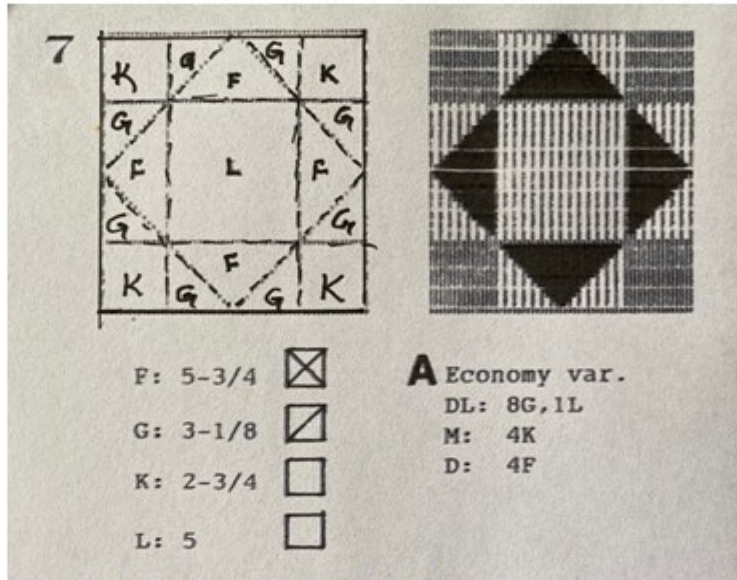 7
K G G K
F
G G
F L F
G G
F
K G G K
F: 5-3/4
G: 3-1/8
K: 2-3/4
L: 5
A Economy var.
DL: 8G,1L
M: 4K
D: 4F